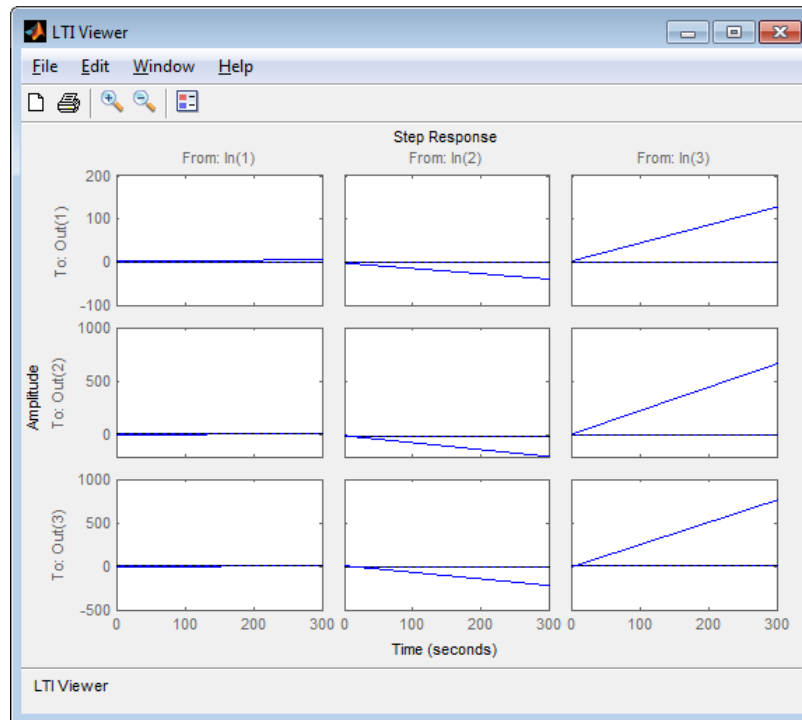 LTI Viewer
File Edit Window Help
Step Response
From: In(1) From: In(2) From: In(3)
To: Out(1)
200
100
0
-100
Amplitude
To: Out(2)
1000
500
0
To: Out(3)
1000
500
0
-500
0 100 200 300 0 100 200 300 0 100 200 300
Time (seconds)
LTI Viewer